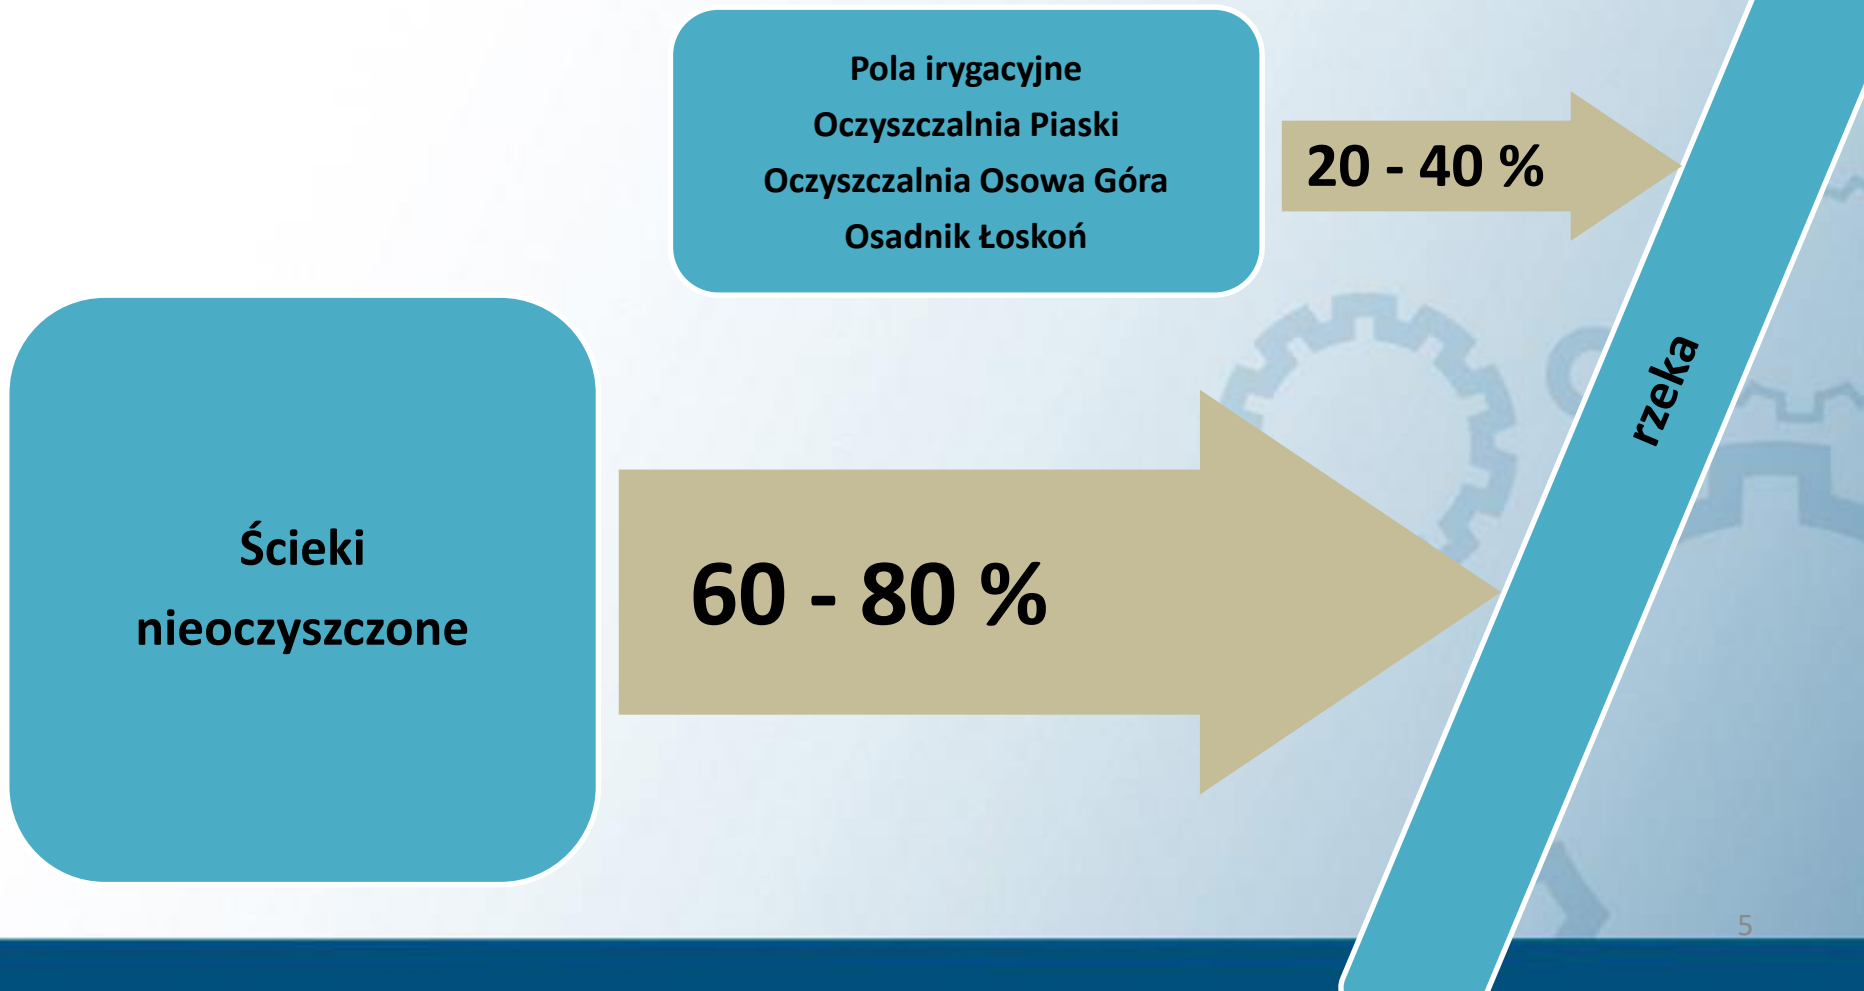 Pola irygacyjne
Oczyszczalnia Piaski
Oczyszczalnia Osowa Góra
Osadnik Łoskoń
20 - 40 %
rzeka
Ścieki
nieoczyszczone
60 - 80 %
5